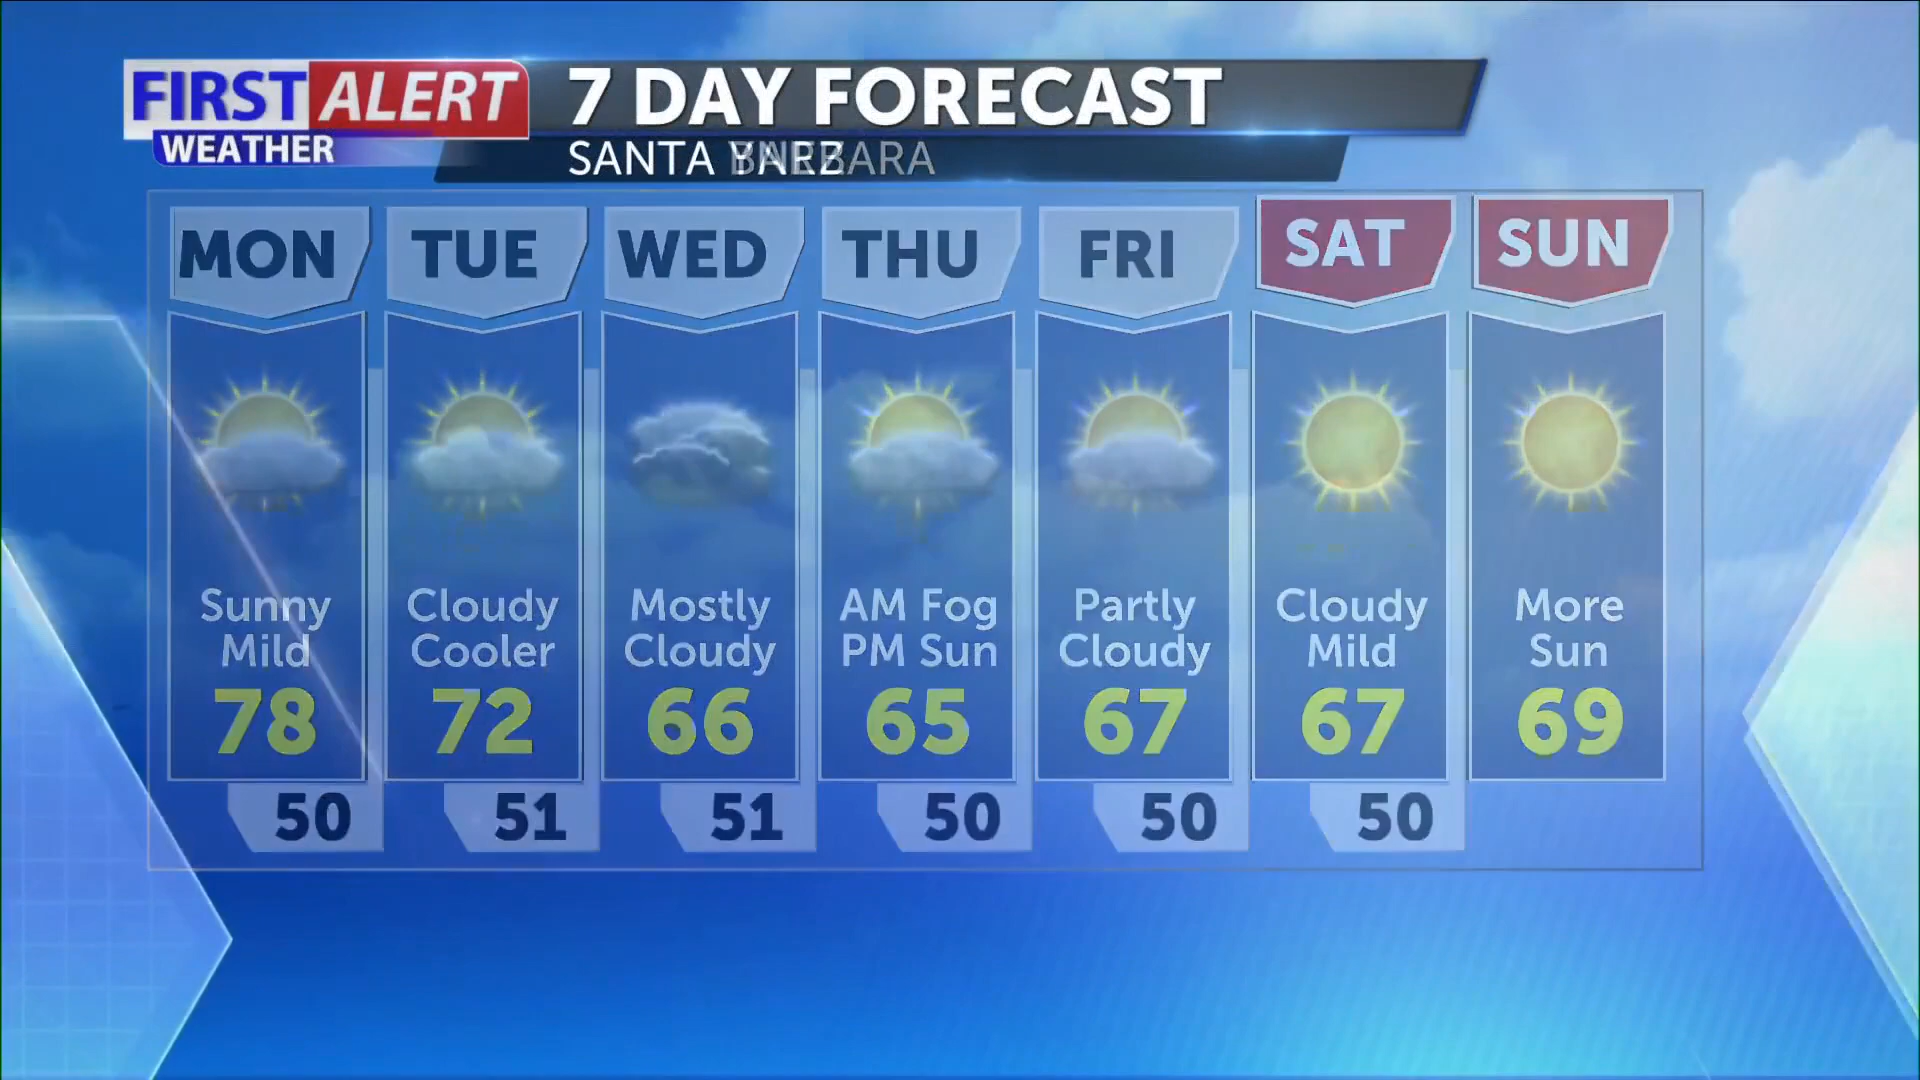 FIRST ALERT
WEATHER
7 DAY FORECAST
SANTA
MON TUE WED THU FRI SAT SUN
Sunny Mild
Cloudy Cooler
Mostly Cloudy
AM Fog PM Sun
Partly Cloudy
Cloudy Mild
More Sun
78 72 66 65 67 67 69
50 51 51 50 50 50